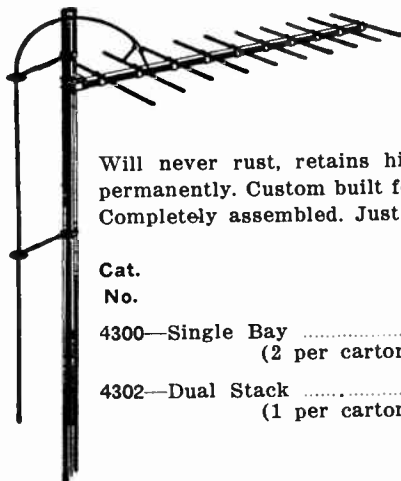 Will never rust, retains hi
permanently. Custom built f
Completely assembled. Just
Cat.
No.
4300—Single Bay ..................
(2 per carton
4302—Dual Stack ..................
(1 per carton